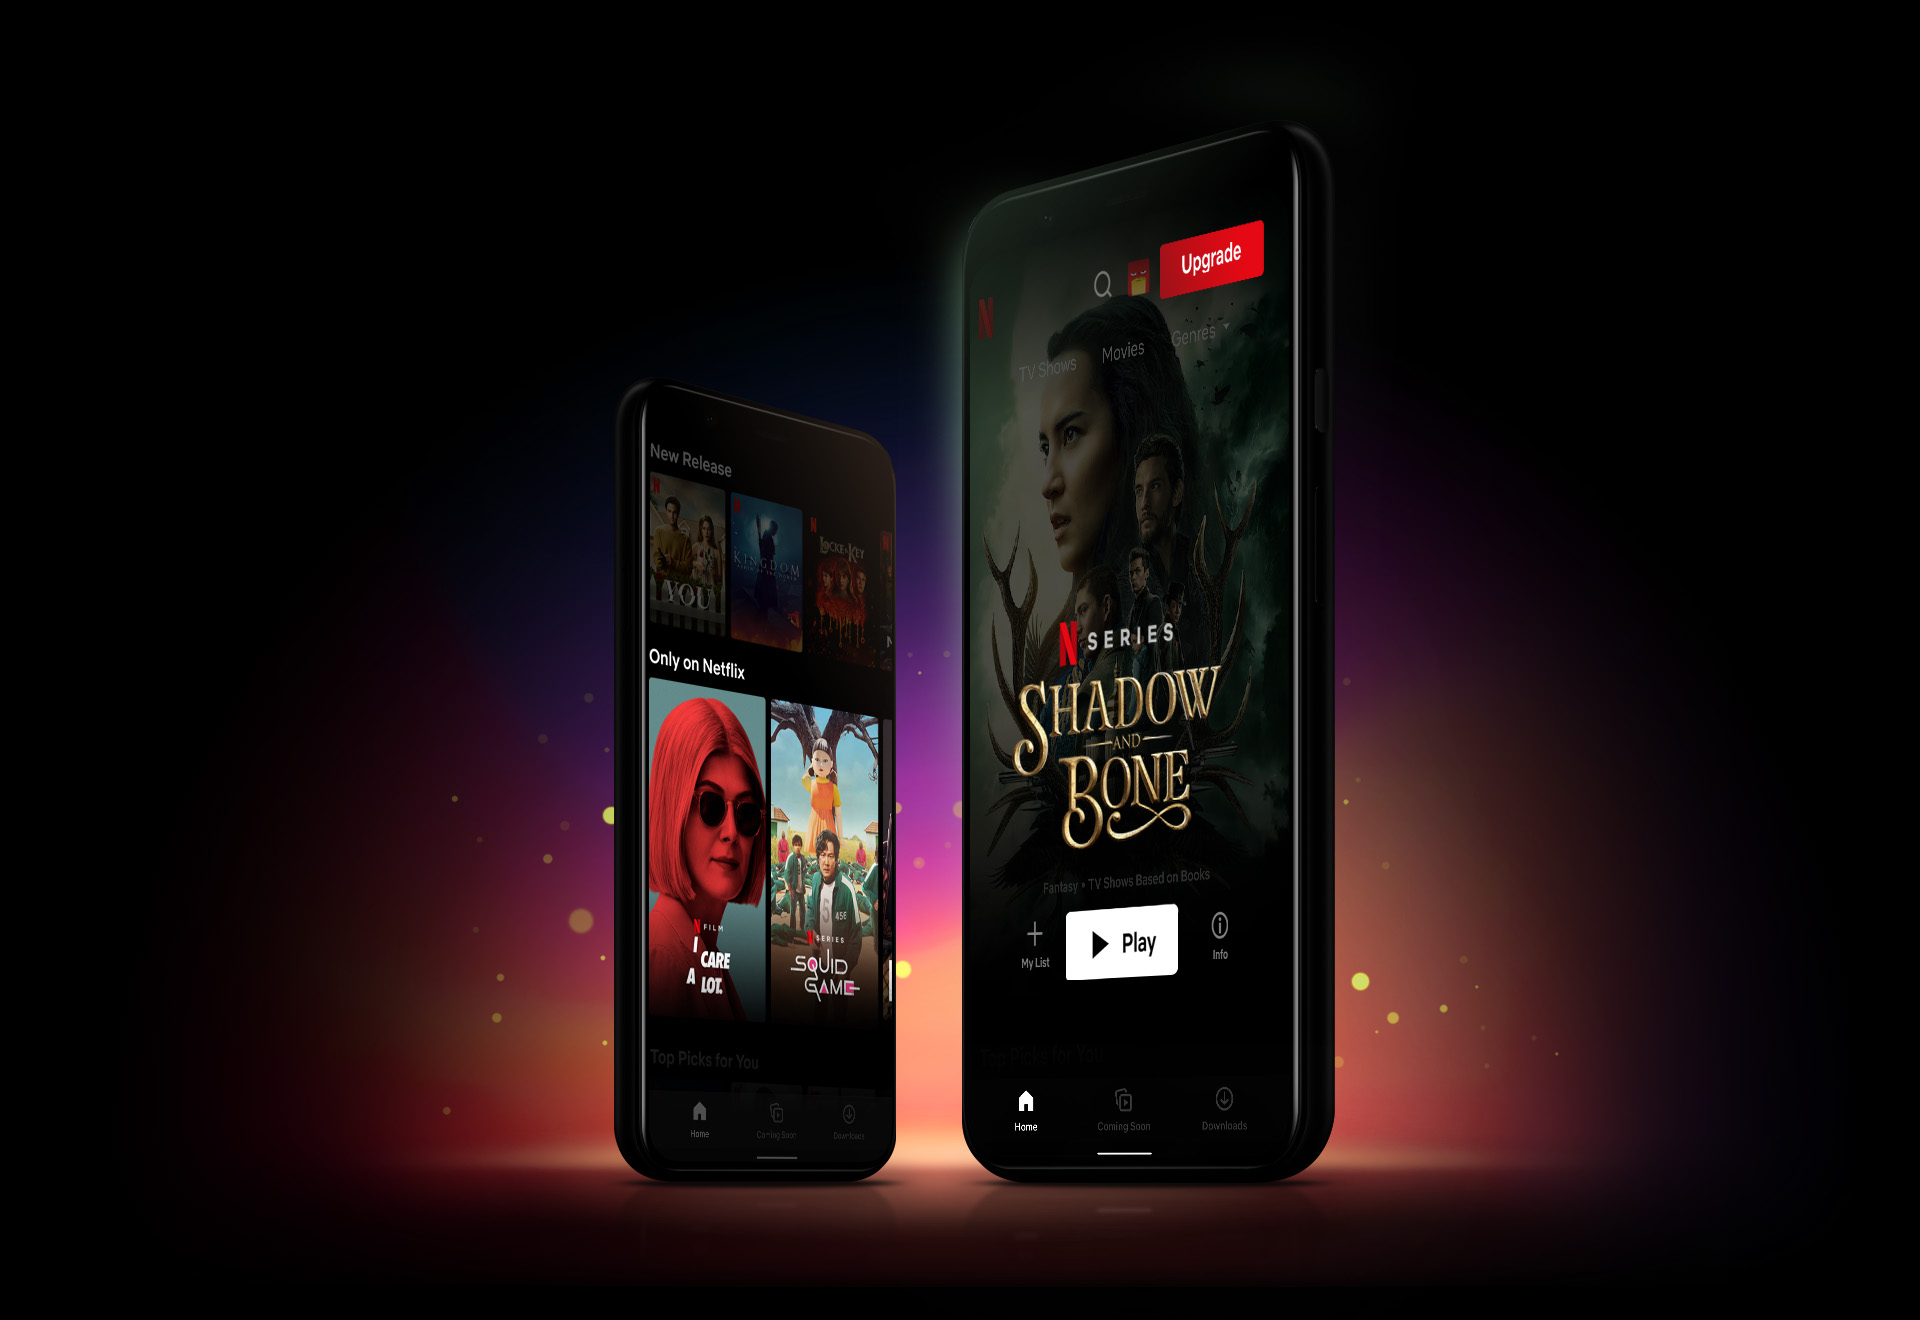 New Release
YOU
KINGDOM
LOCKE & KEY
Only on Netflix
N FILM
I CARE
A LOT.
N SERIES
SQUID
GAME
456
Top Picks for You
Home
Coming Soon
Downloads
Upgrade
N
TV Shows
Movies
Genres
N SERIES
SHADOW
AND
BONE
Fantasy • TV Shows Based on Books
My List
Play
Info
Top Picks for You
Home
Coming Soon
Downloads